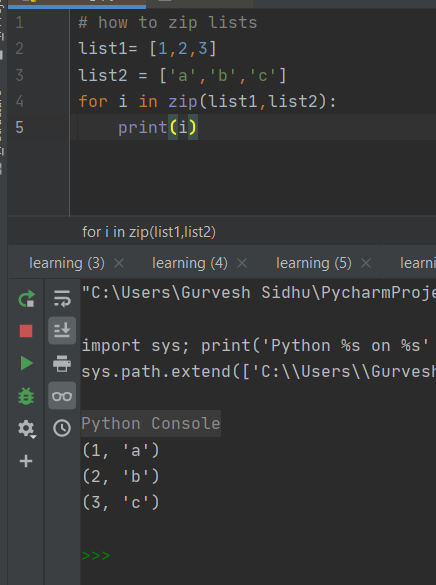 1 # how to zip lists
2 list1= [1,2,3]
3 list2 = ['a','b','c']
4 for i in zip(list1,list2):
5     print(i)
for i in zip(list1,list2)
learning (3) learning (4) learning (5) learni
"C:\Users\Gurvesh Sidhu\PycharmProje
import sys; print('Python %s on %s'
sys.path.extend(['C:\\Users\\Gurvesh
Python Console
(1, 'a')
(2, 'b')
(3, 'c')
>>>